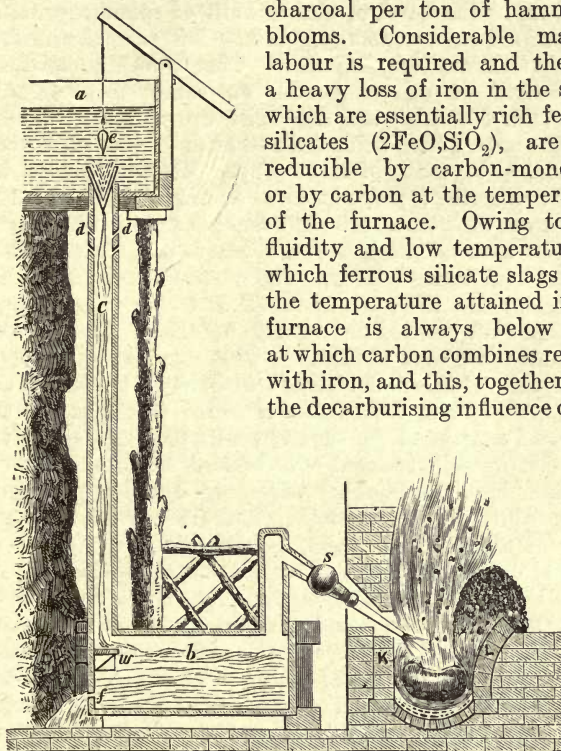 charcoal per ton of hamm
blooms. Considerable ma
labour is required and the
a heavy loss of iron in the s
which are essentially rich fe
silicates (2FeO,SiO₂), are
reducible by carbon-mono
or by carbon at the temper
of the furnace. Owing to
fluidity and low temperatu
which ferrous silicate slags
the temperature attained in
furnace is always below
at which carbon combines re
with iron, and this, together
the decarburising influence o
a
e
d d
c
s
w b
f
K L